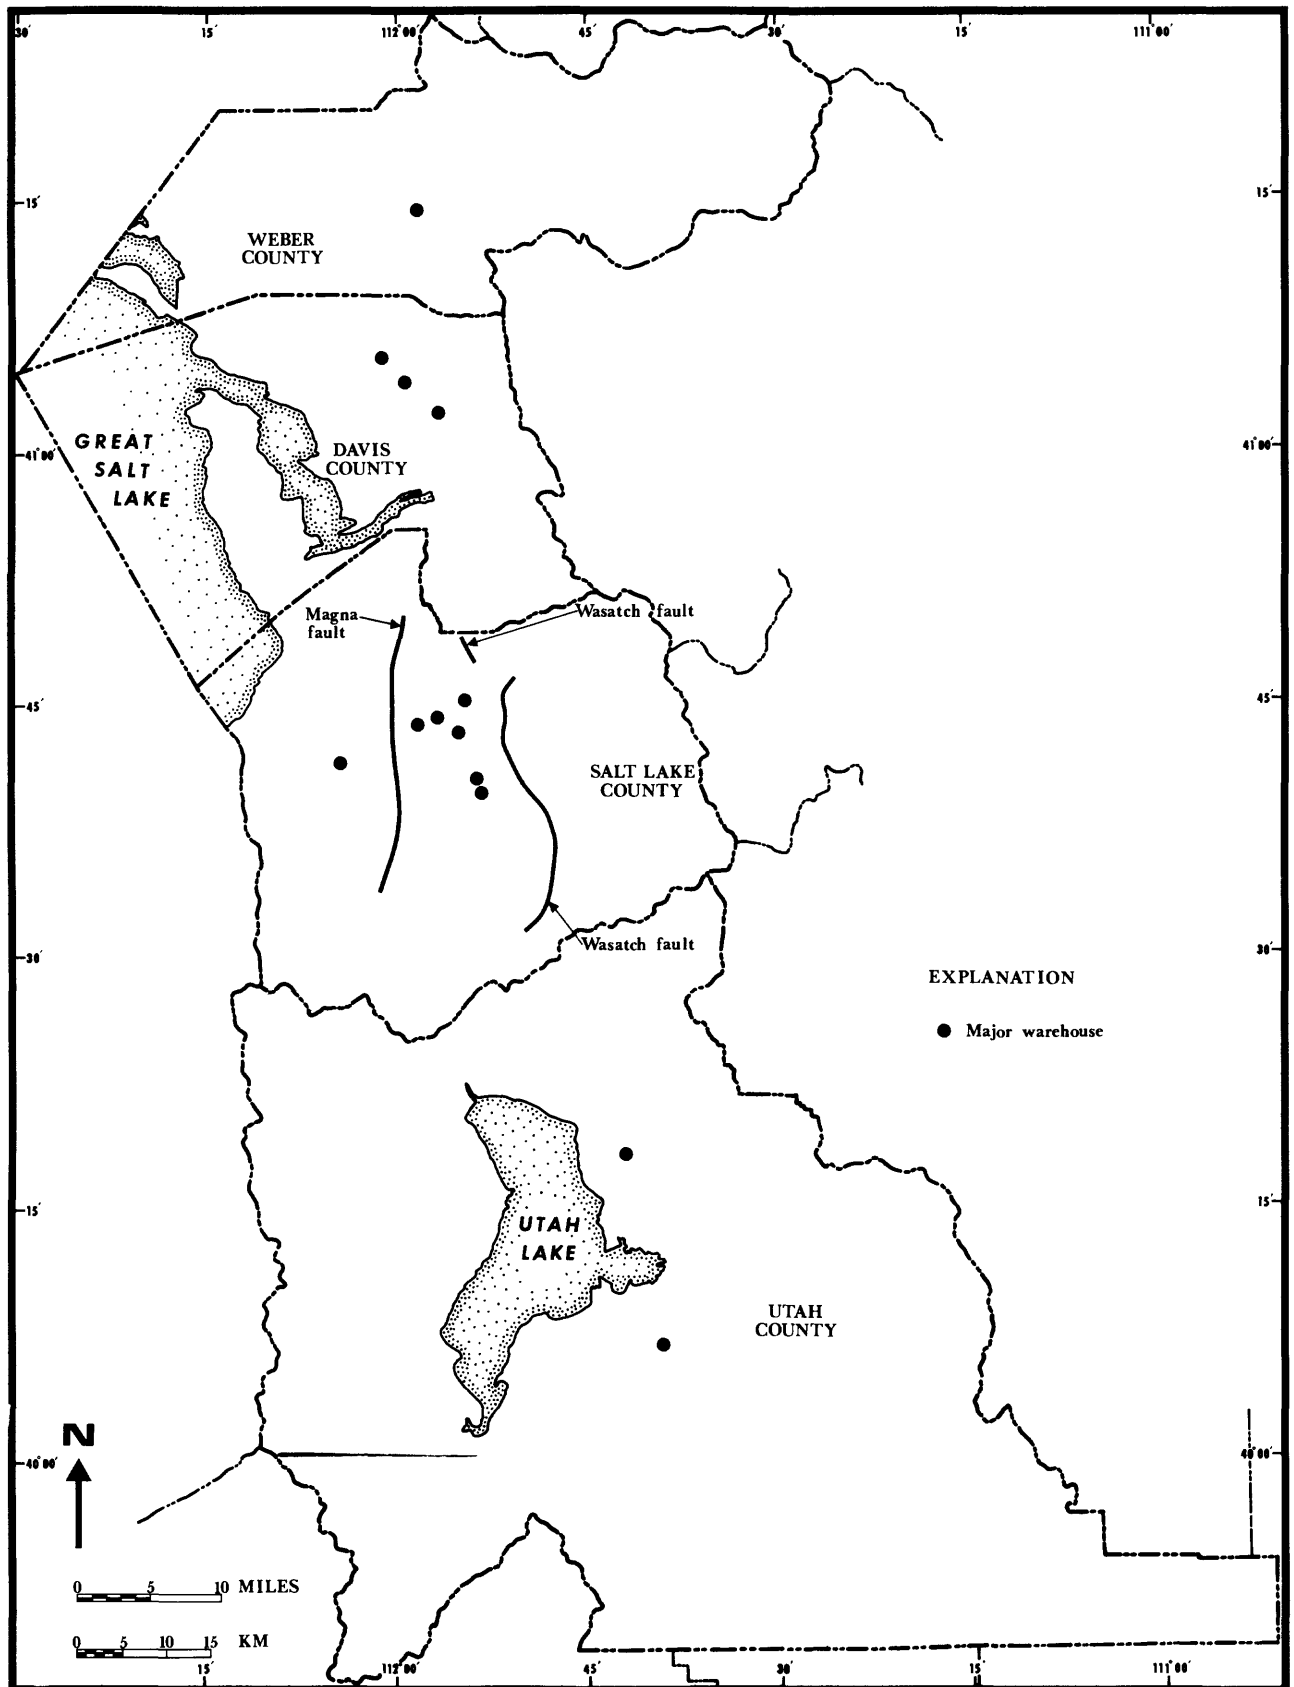 30'
15'
112°00'
45'
30'
15'
111°00'
15'
15'
WEBER
COUNTY
GREAT
SALT
LAKE
DAVIS
COUNTY
41°00'
41°00'
Magna
fault
Wasatch fault
45'
45'
SALT LAKE
COUNTY
Wasatch fault
30'
30'
EXPLANATION
Major warehouse
15'
15'
UTAH
LAKE
UTAH
COUNTY
N
40°00'
40°00'
0 5 10 MILES
0 5 10 15 KM
15'
112°00'
45'
30'
15'
111°00'